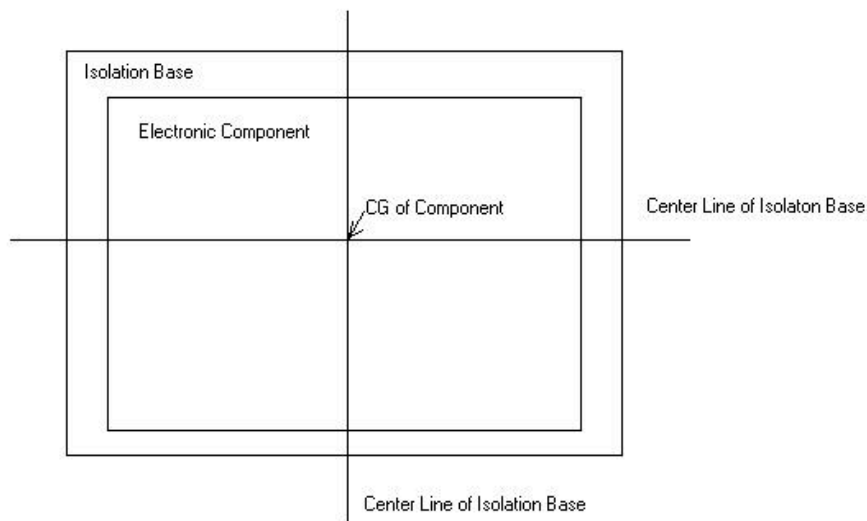 Isolation Base
Electronic Component
CG of Component
Center Line of Isolaton Base
Center Line of Isolation Base